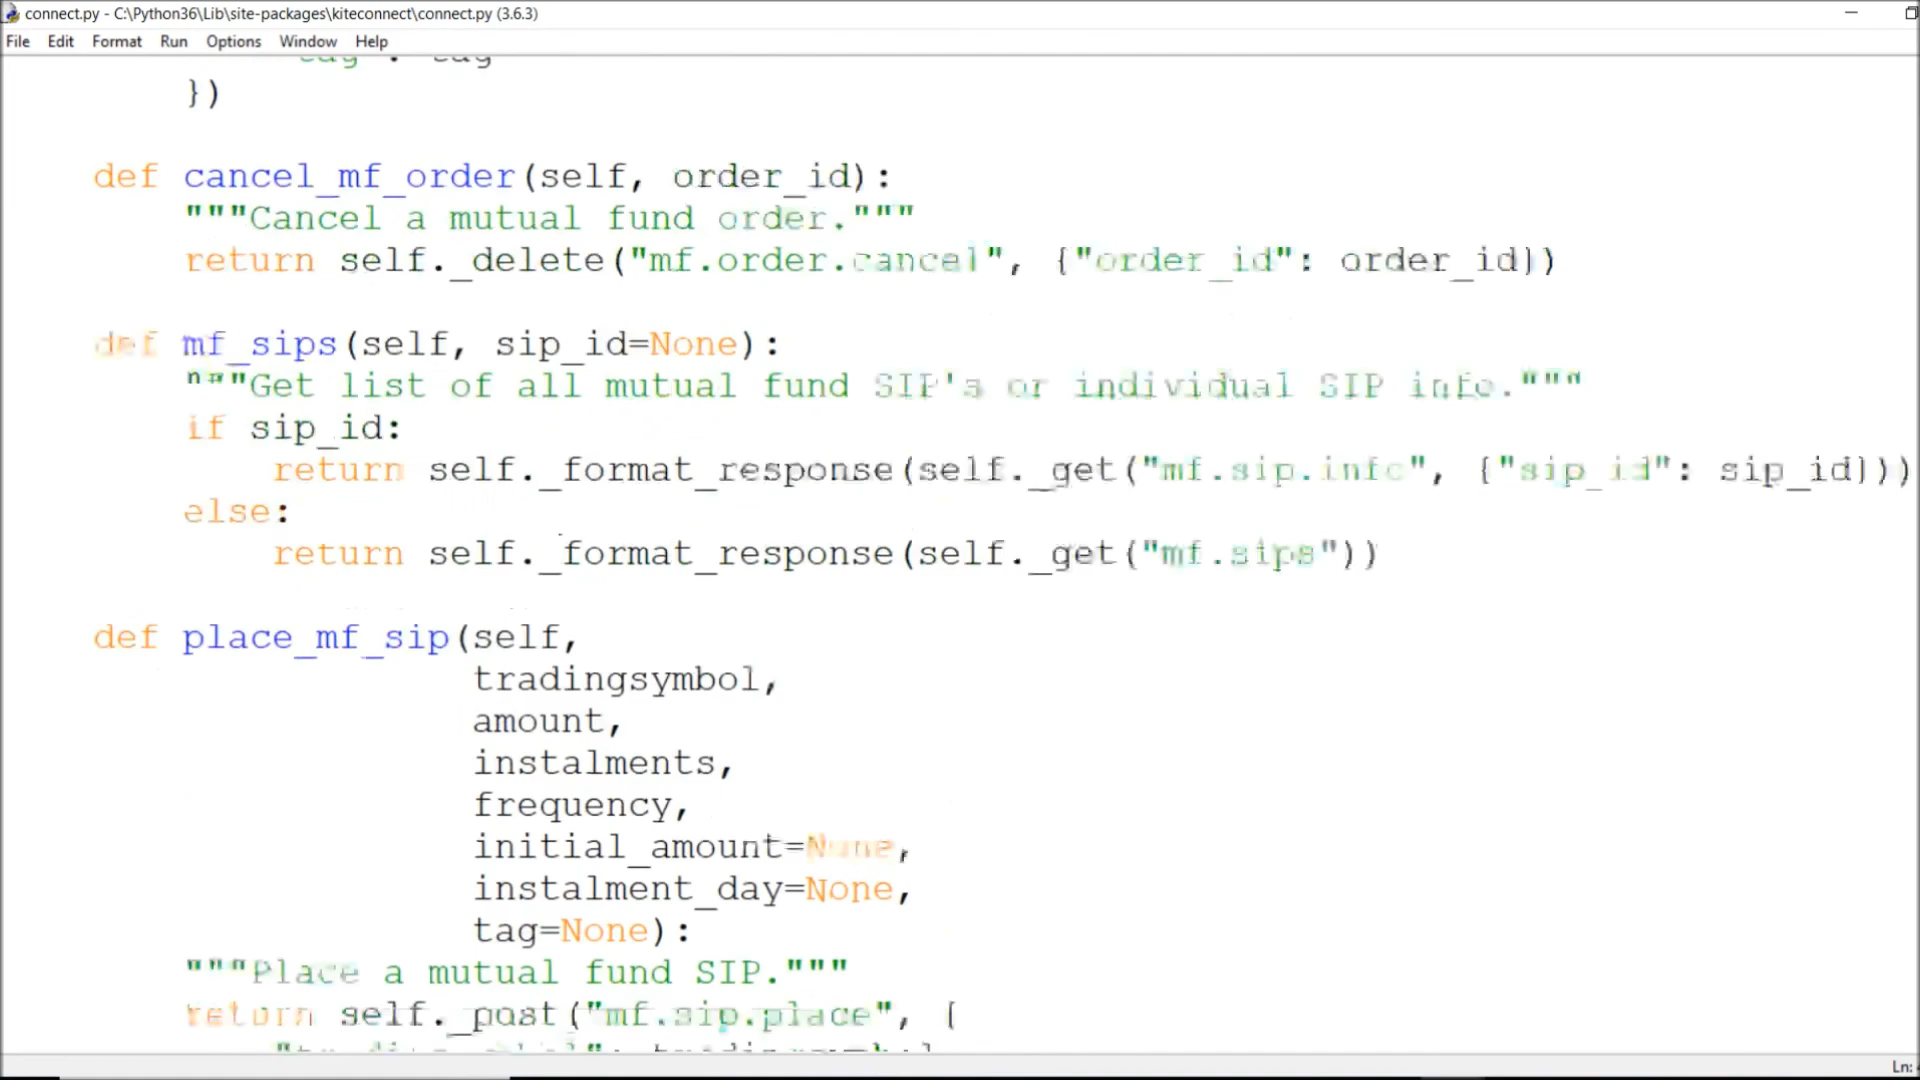 connect.py - C:\Python36\Lib\site-packages\kiteconnect\connect.py (3.6.3)
File Edit Format Run Options Window Help
"tag": tag
})
def cancel_mf_order(self, order_id):
"""Cancel a mutual fund order."""
return self._delete("mf.order.cancel", {"order_id": order_id})
def mf_sips(self, sip_id=None):
"""Get list of all mutual fund SIP's or individual SIP info."""
if sip_id:
return self._format_response(self._get("mf.sip.info", {"sip_id": sip_id}))
else:
return self._format_response(self._get("mf.sips"))
def place_mf_sip(self,
tradingsymbol,
amount,
instalments,
frequency,
initial_amount=None,
instalment_day=None,
tag=None):
"""Place a mutual fund SIP."""
return self._post("mf.sip.place", {
Ln: